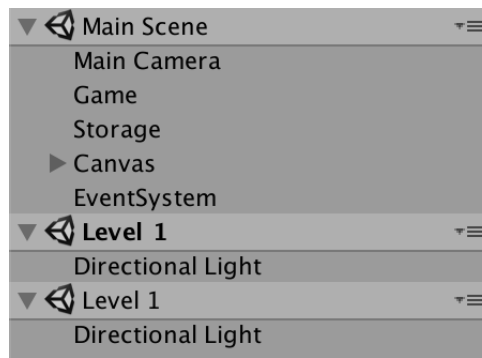 Main Scene
Main Camera
Game
Storage
Canvas
EventSystem
Level 1
Directional Light
Level 1
Directional Light